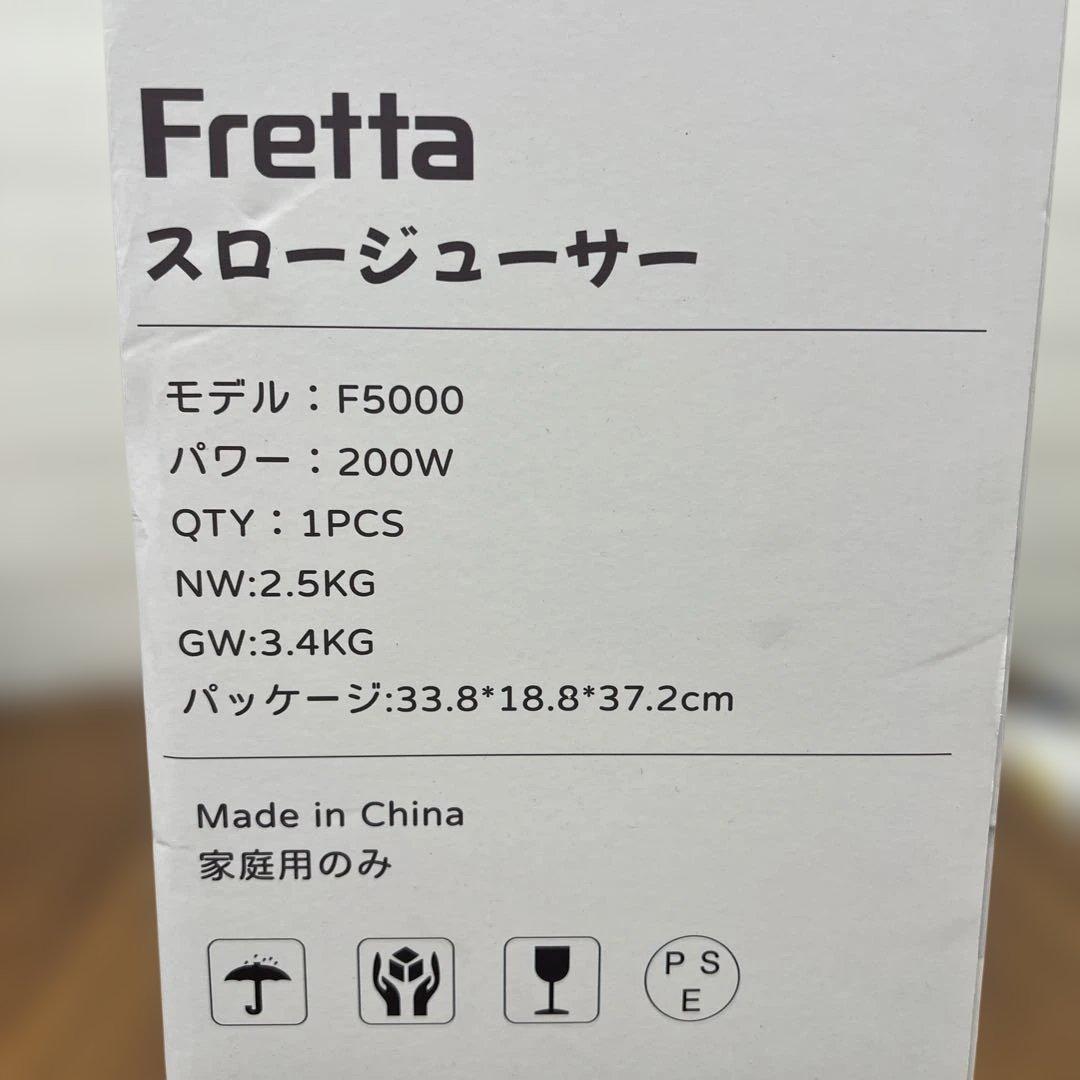 Fretta
スロージューサー
モデル：F5000
パワー：200W
QTY：1PCS
NW:2.5KG
GW:3.4KG
パッケージ:33.8*18.8*37.2cm
Made in China
家庭用のみ
P S
E